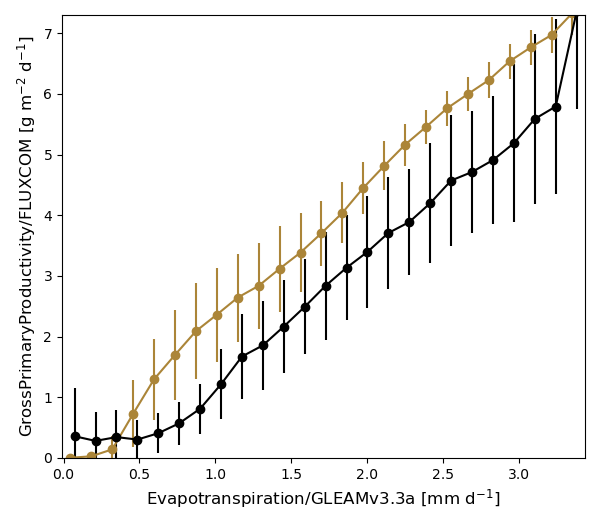 GrossPrimaryProductivity/FLUXCOM [g m⁻² d⁻¹]
7
6
5
4
3
2
1
0
0.0 0.5 1.0 1.5 2.0 2.5 3.0
Evapotranspiration/GLEAMv3.3a [mm d⁻¹]